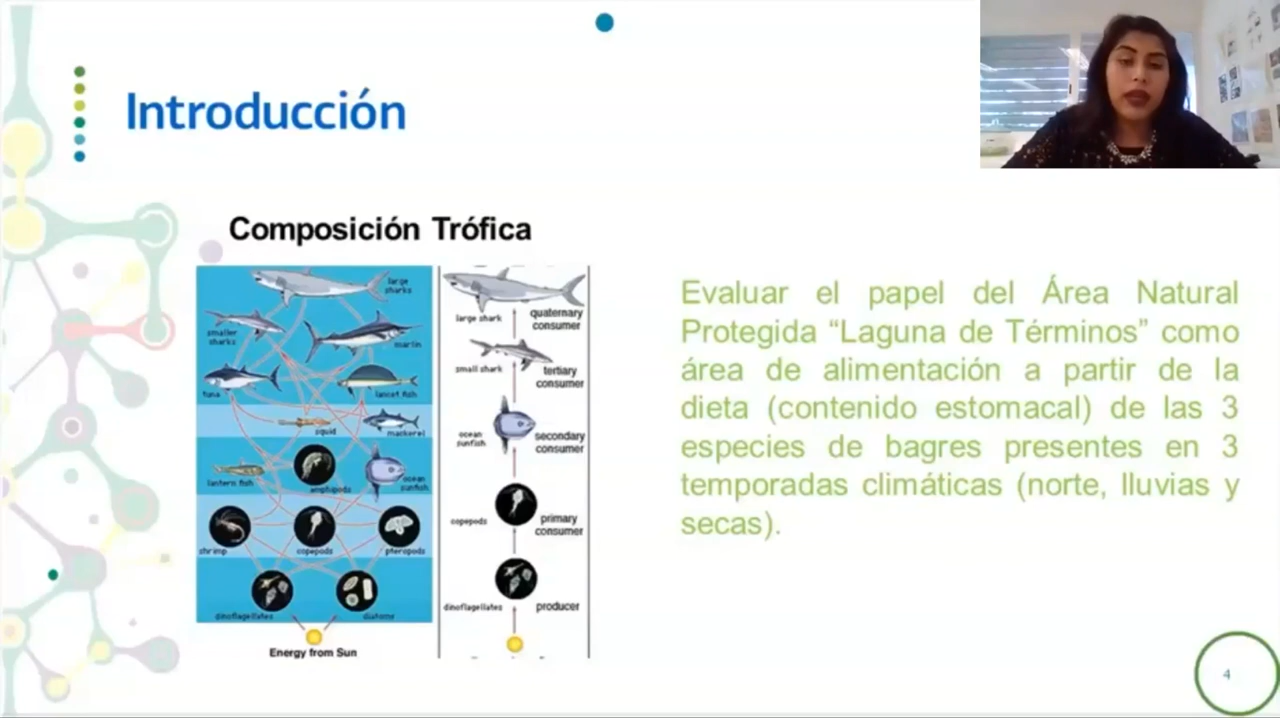 Introducción
Composición Trófica
large
sharks
smaller
sharks
marlin
tuna
lancet fish
squid
mackerel
lantern fish
amphipods
ocean
sunfish
shrimp
copepods
pteropods
dinoflagellates
diatoms
Energy from Sun
large shark
quaternary
consumer
small shark
tertiary
consumer
ocean
sunfish
secondary
consumer
copepods
primary
consumer
dinoflagellates
producer
Evaluar el papel del Área Natural
Protegida “Laguna de Términos” como
área de alimentación a partir de la
dieta (contenido estomacal) de las 3
especies de bagres presentes en 3
temporadas climáticas (norte, lluvias y
secas).
4